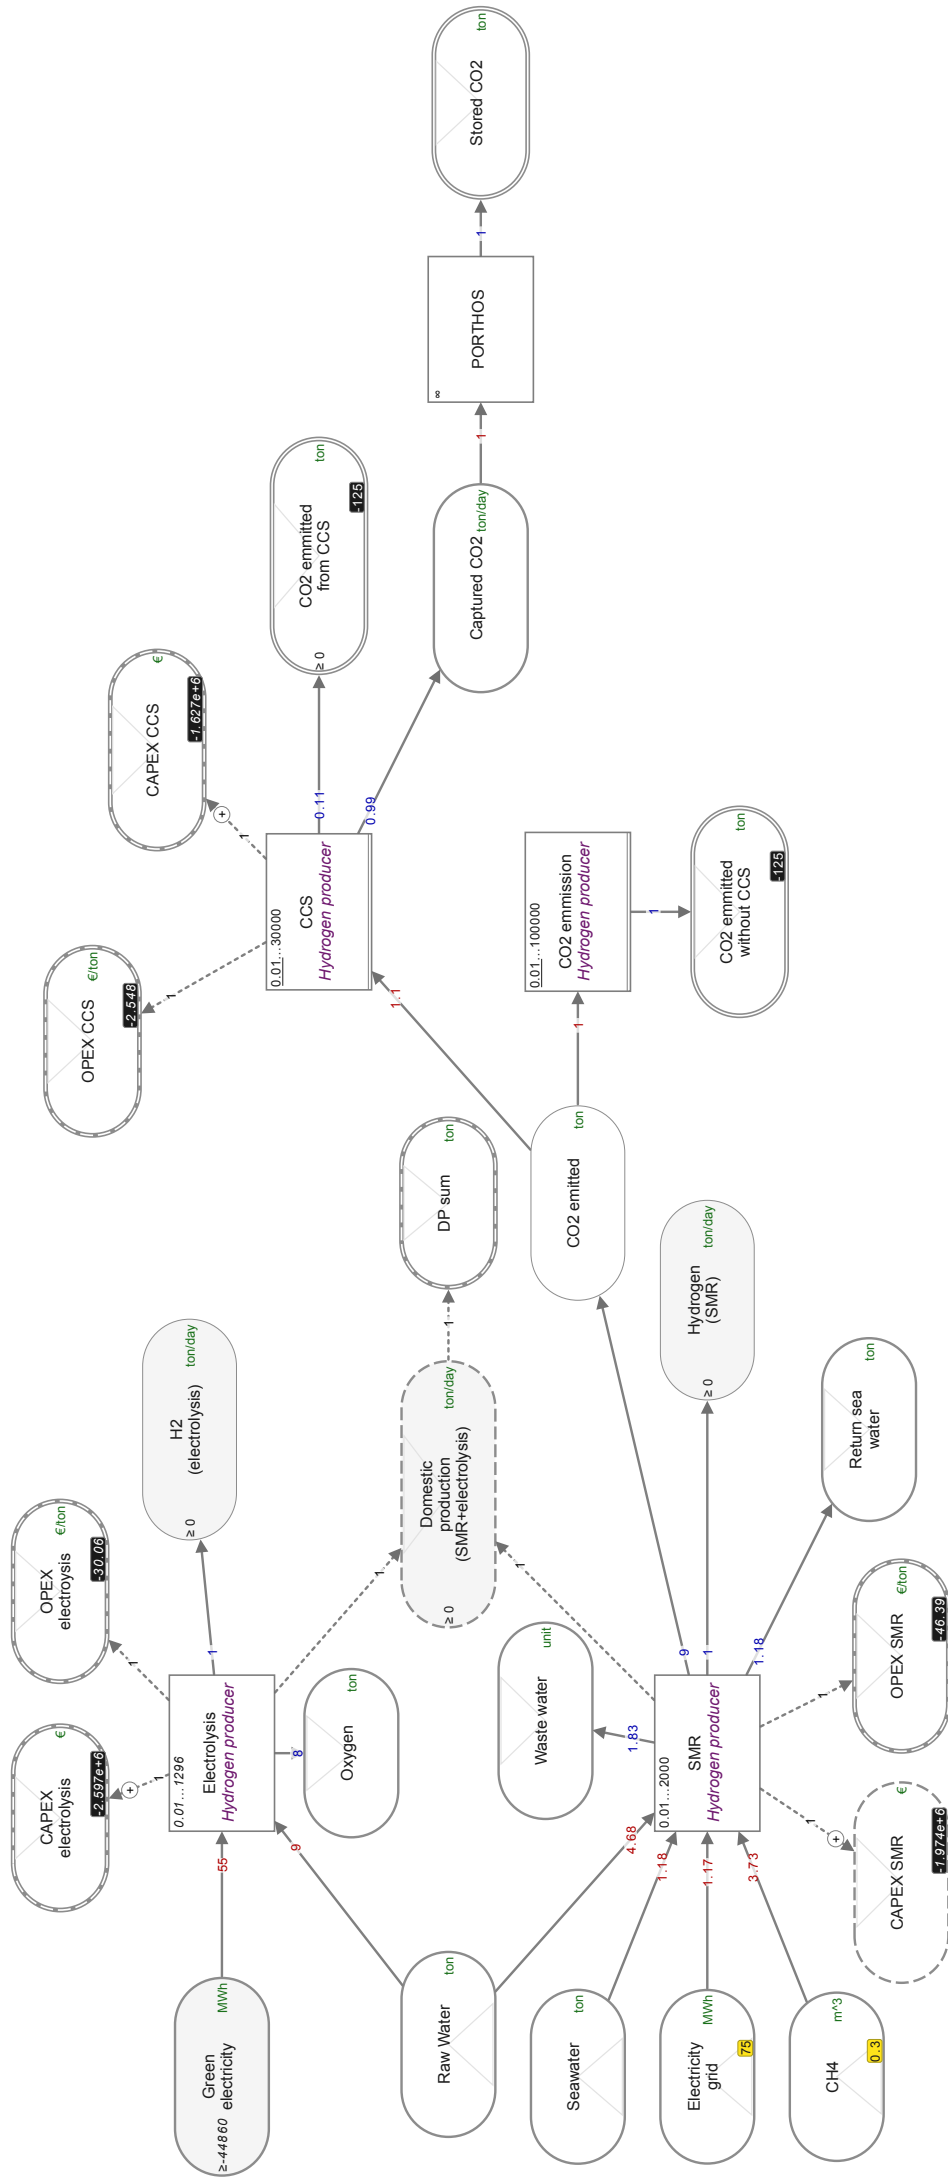 Green
electricity
MWh
≥-44860
55
CAPEX
electrolysis
€
-2.597e+6
+
1
OPEX
electroysis
€/ton
-30.06
1
0.01...1296
Electrolysis
Hydrogen producer
1
H2
(electrolysis)
ton/day
≥ 0
8
Oxygen
ton
9
Raw Water
ton
4.68
1
Domestic
production
(SMR+electrolysis)
ton/day
≥ 0
1
1
DP sum
ton
Seawater
ton
1.18
Electricity
grid
MWh
75
1.17
CH4
m^3
0.3
3.73
Waste water
unit
1.83
0.01...2000
SMR
Hydrogen producer
9
1
1.18
CO2 emitted
ton
Hydrogen
(SMR)
ton/day
≥ 0
Return sea
water
ton
1
+
CAPEX SMR
€
-1.974e+6
1
OPEX SMR
€/ton
-46.39
1.1
1
OPEX CCS
€/ton
-2.548
1
CAPEX CCS
€
-1.627e+6
+
1
0.01...30000
CCS
Hydrogen producer
0.11
0.99
CO2 emmitted
from CCS
ton
≥ 0
-125
Captured CO2
ton/day
1
∞
PORTHOS
1
Stored CO2
ton
0.01...100000
CO2 emmission
Hydrogen producer
1
CO2 emmitted
without CCS
ton
-125